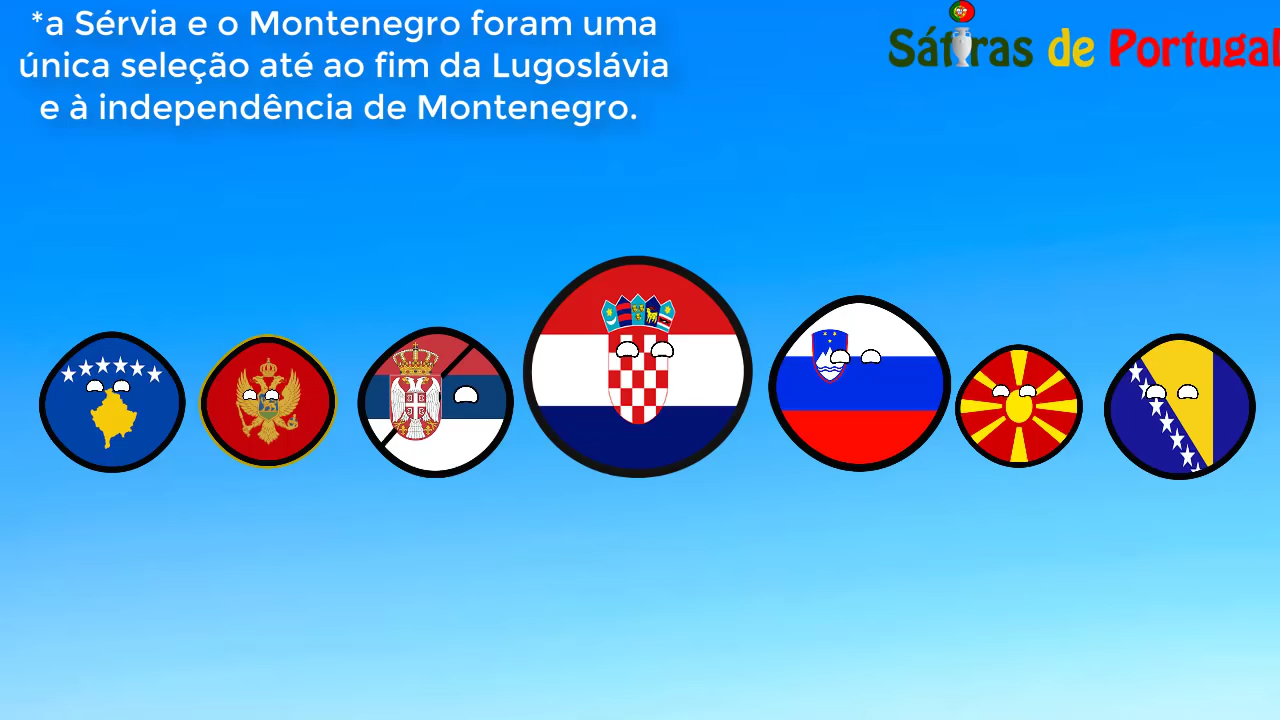 *a Sérvia e o Montenegro foram uma
única seleção até ao fim da Lugoslávia
e à independência de Montenegro.
Sátiras de Portugal